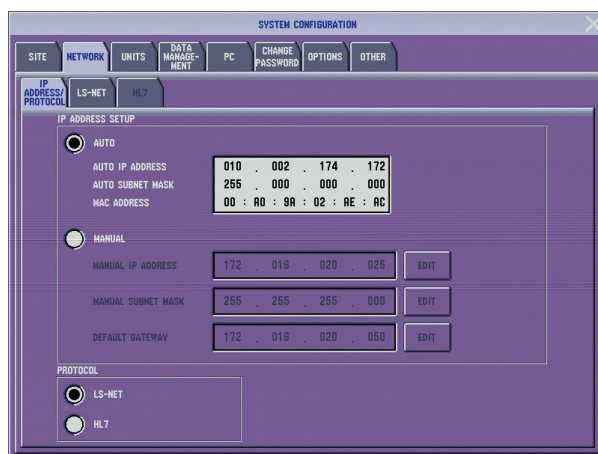 SYSTEM CONFIGURATION
SITE
NETWORK
UNITS
DATA
MANAGE-
MENT
PC
CHANGE
PASSWORD
OPTIONS
OTHER
IP
ADDRESS/
PROTOCOL
LS-NET
HL7
IP ADDRESS SETUP
AUTO
AUTO IP ADDRESS 010 . 002 . 174 . 172
AUTO SUBNET MASK 255 . 000 . 000 . 000
MAC ADDRESS 00 : A0 : 9A : 02 : AE : AC
MANUAL
MANUAL IP ADDRESS 172 . 016 . 020 . 025 EDIT
MANUAL SUBNET MASK 255 . 255 . 255 . 000 EDIT
DEFAULT GATEWAY 172 . 016 . 020 . 050 EDIT
PROTOCOL
LS-NET
HL7